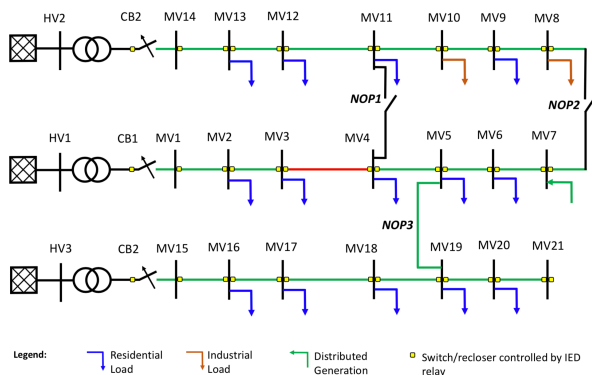 HV2 CB2 MV14 MV13 MV12 MV11 MV10 MV9 MV8
NOP1 NOP2
HV1 CB1 MV1 MV2 MV3 MV4 MV5 MV6 MV7
NOP3
HV3 CB2 MV15 MV16 MV17 MV18 MV19 MV20 MV21
Legend: Residential Industrial Distributed Switch/recloser controlled by IED
Load Load Generation relay